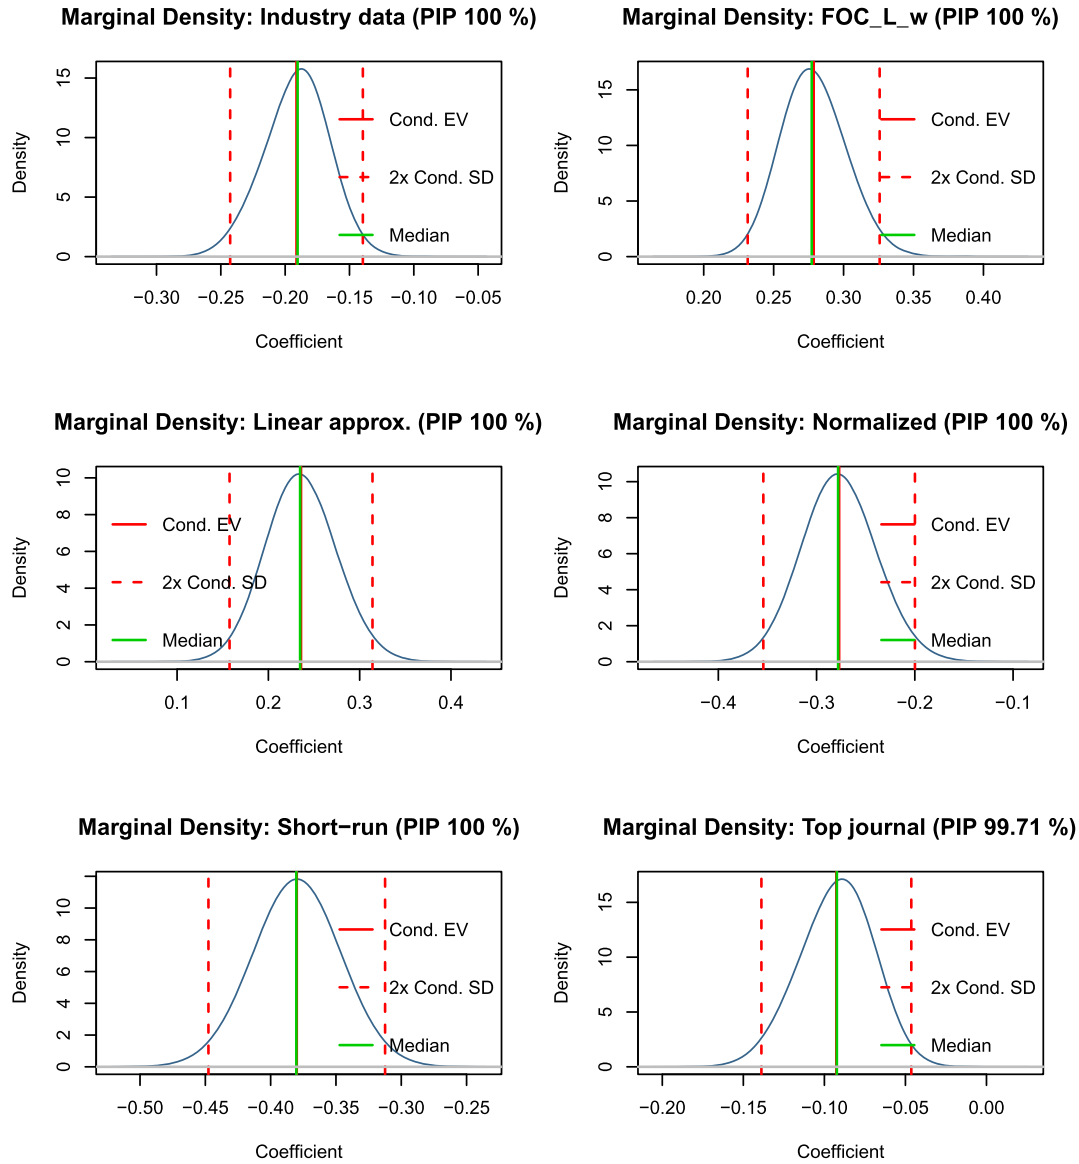 Marginal Density: Industry data (PIP 100 %)
Density
0 5 10 15
Cond. EV
2x Cond. SD
Median
−0.30 −0.25 −0.20 −0.15 −0.10 −0.05
Coefficient
Marginal Density: FOC_L_w (PIP 100 %)
Density
0 5 10 15
Cond. EV
2x Cond. SD
Median
0.20 0.25 0.30 0.35 0.40
Coefficient
Marginal Density: Linear approx. (PIP 100 %)
Density
0 2 4 6 8 10
Cond. EV
2x Cond. SD
Median
0.1 0.2 0.3 0.4
Coefficient
Marginal Density: Normalized (PIP 100 %)
Density
0 2 4 6 8 10
Cond. EV
2x Cond. SD
Median
−0.4 −0.3 −0.2 −0.1
Coefficient
Marginal Density: Short−run (PIP 100 %)
Density
0 2 4 6 8 10
Cond. EV
2x Cond. SD
Median
−0.50 −0.45 −0.40 −0.35 −0.30 −0.25
Coefficient
Marginal Density: Top journal (PIP 99.71 %)
Density
0 5 10 15
Cond. EV
2x Cond. SD
Median
−0.20 −0.15 −0.10 −0.05 0.00
Coefficient